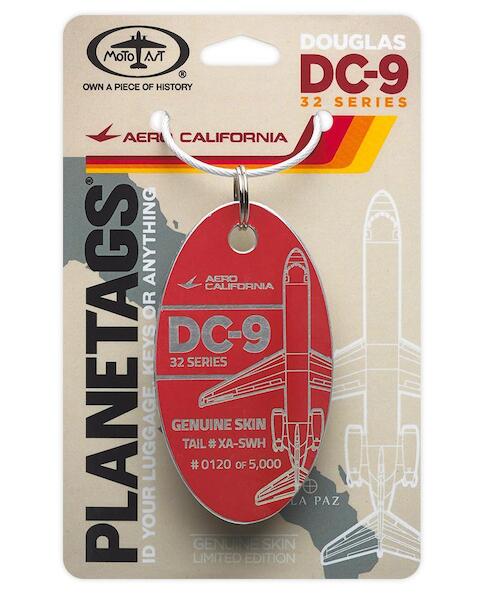 MOTOART
®
OWN A PIECE OF HISTORY
DOUGLAS
DC-9
32 SERIES
AERO CALIFORNIA
PLANETAGS®
ID YOUR LUGGAGE, KEYS OR ANYTHING
AERO
CALIFORNIA
DC-9
32 SERIES
GENUINE SKIN
TAIL # XA-SWH
# 0120 OF 5,000
LA PAZ
GENUINE SKIN
LIMITED EDITION